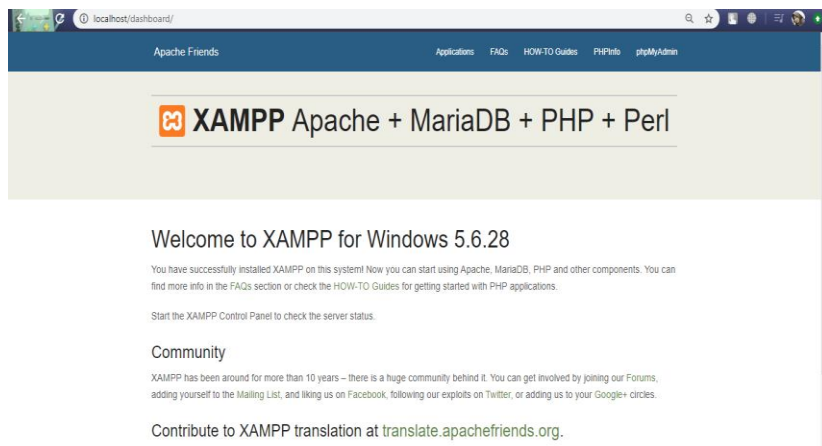 localhost/dashboard/
Apache Friends
Applications FAQs HOW-TO Guides PHPInfo phpMyAdmin
XAMPP Apache + MariaDB + PHP + Perl
Welcome to XAMPP for Windows 5.6.28
You have successfully installed XAMPP on this system! Now you can start using Apache, MariaDB, PHP and other components. You can
find more info in the FAQs section or check the HOW-TO Guides for getting started with PHP applications.
Start the XAMPP Control Panel to check the server status.
Community
XAMPP has been around for more than 10 years – there is a huge community behind it. You can get involved by joining our Forums,
adding yourself to the Mailing List, and liking us on Facebook, following our exploits on Twitter, or adding us to your Google+ circles.
Contribute to XAMPP translation at translate.apachefriends.org.